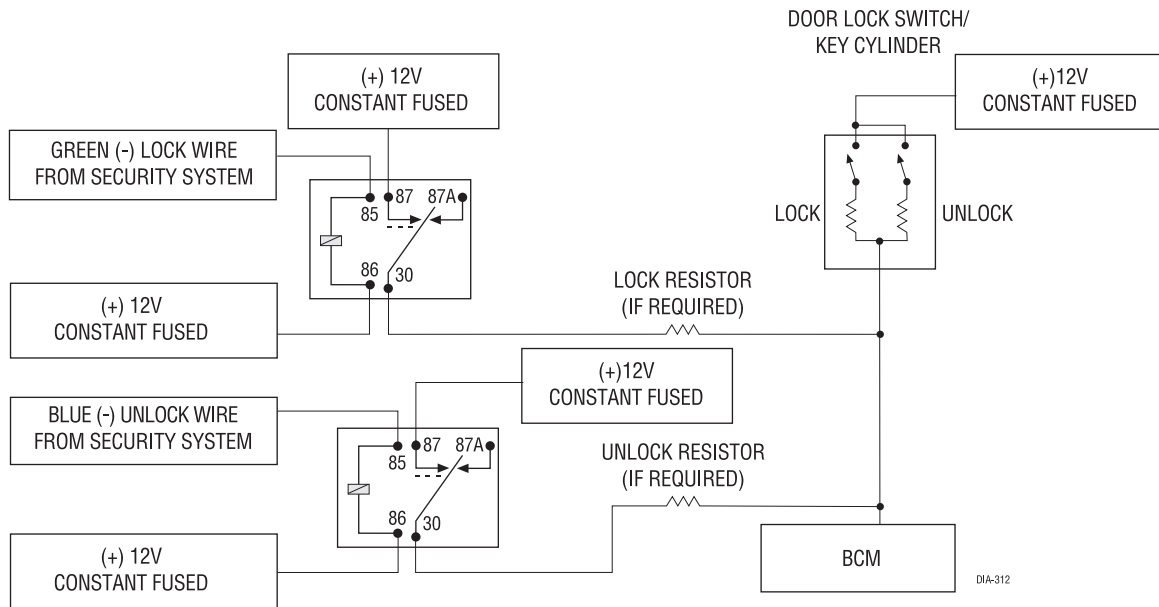 DOOR LOCK SWITCH/
KEY CYLINDER
(+) 12V
CONSTANT FUSED
(+)12V
CONSTANT FUSED
GREEN (-) LOCK WIRE
FROM SECURITY SYSTEM
85
87
87A
86
30
LOCK
UNLOCK
(+) 12V
CONSTANT FUSED
LOCK RESISTOR
(IF REQUIRED)
(+)12V
CONSTANT FUSED
BLUE (-) UNLOCK WIRE
FROM SECURITY SYSTEM
85
87
87A
86
30
UNLOCK RESISTOR
(IF REQUIRED)
(+) 12V
CONSTANT FUSED
BCM
DIA-312